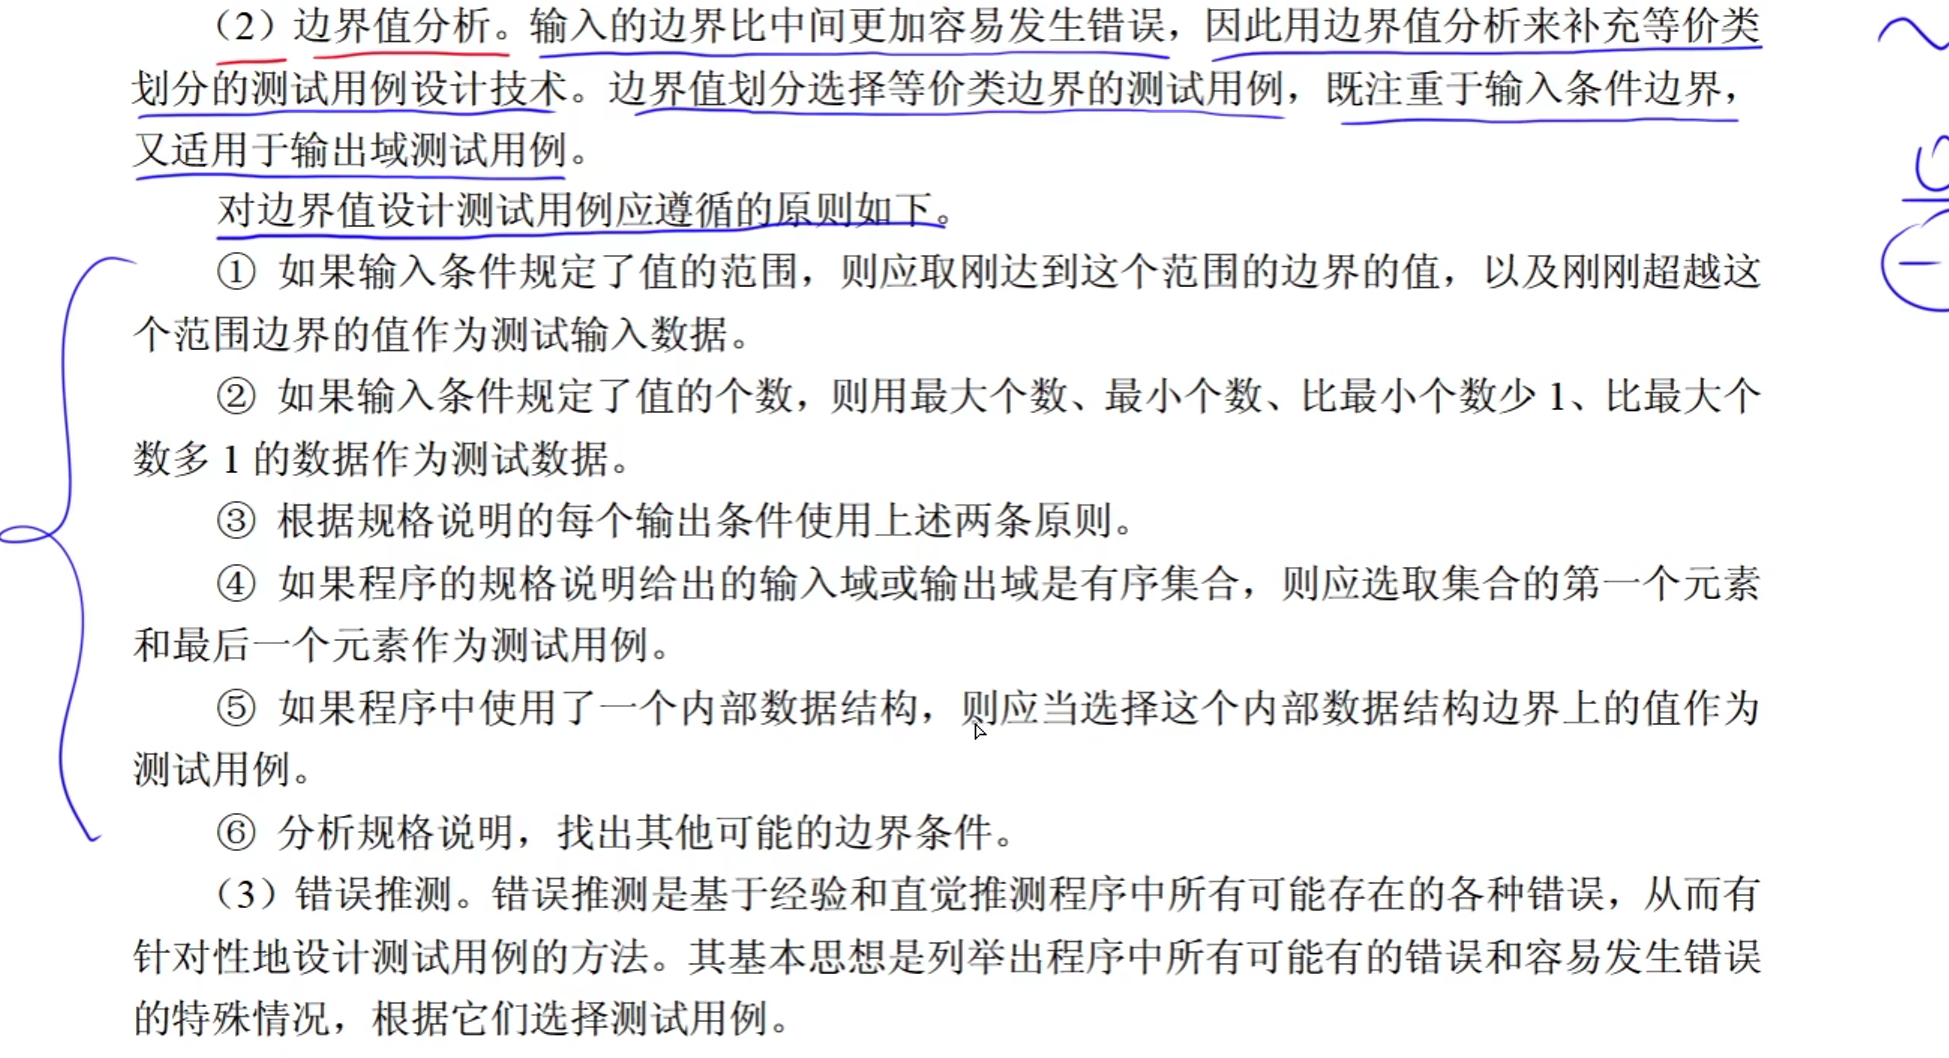 （2）边界值分析。输入的边界比中间更加容易发生错误，因此用边界值分析来补充等价类
划分的测试用例设计技术。边界值划分选择等价类边界的测试用例，既注重于输入条件边界，
又适用于输出域测试用例。
对边界值设计测试用例应遵循的原则如下。
① 如果输入条件规定了值的范围，则应取刚达到这个范围的边界的值，以及刚刚超越这
个范围边界的值作为测试输入数据。
② 如果输入条件规定了值的个数，则用最大个数、最小个数、比最小个数少 1、比最大个
数多 1 的数据作为测试数据。
③ 根据规格说明的每个输出条件使用上述两条原则。
④ 如果程序的规格说明给出的输入域或输出域是有序集合，则应选取集合的第一个元素
和最后一个元素作为测试用例。
⑤ 如果程序中使用了一个内部数据结构，则应当选择这个内部数据结构边界上的值作为
测试用例。
⑥ 分析规格说明，找出其他可能的边界条件。
（3）错误推测。错误推测是基于经验和直觉推测程序中所有可能存在的各种错误，从而有
针对性地设计测试用例的方法。其基本思想是列举出程序中所有可能有的错误和容易发生错误
的特殊情况，根据它们选择测试用例。